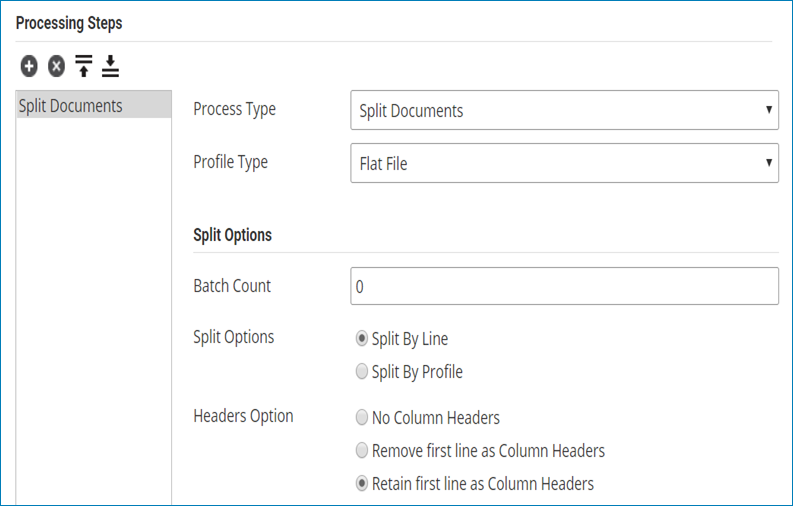 Processing Steps
Split Documents
Process Type
Split Documents
Profile Type
Flat File
Split Options
Batch Count
0
Split Options
Split By Line
Split By Profile
Headers Option
No Column Headers
Remove first line as Column Headers
Retain first line as Column Headers